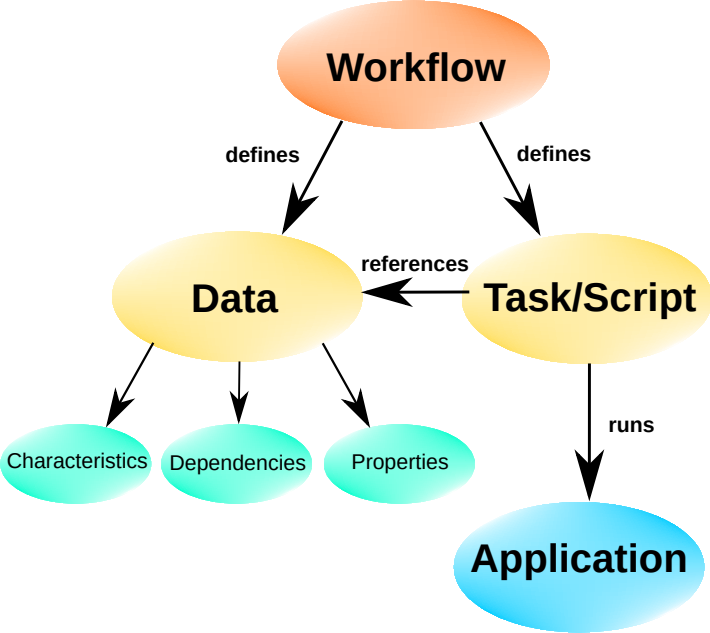 Workflow
defines
defines
references
Data
Task/Script
runs
Characteristics
Dependencies
Properties
Application